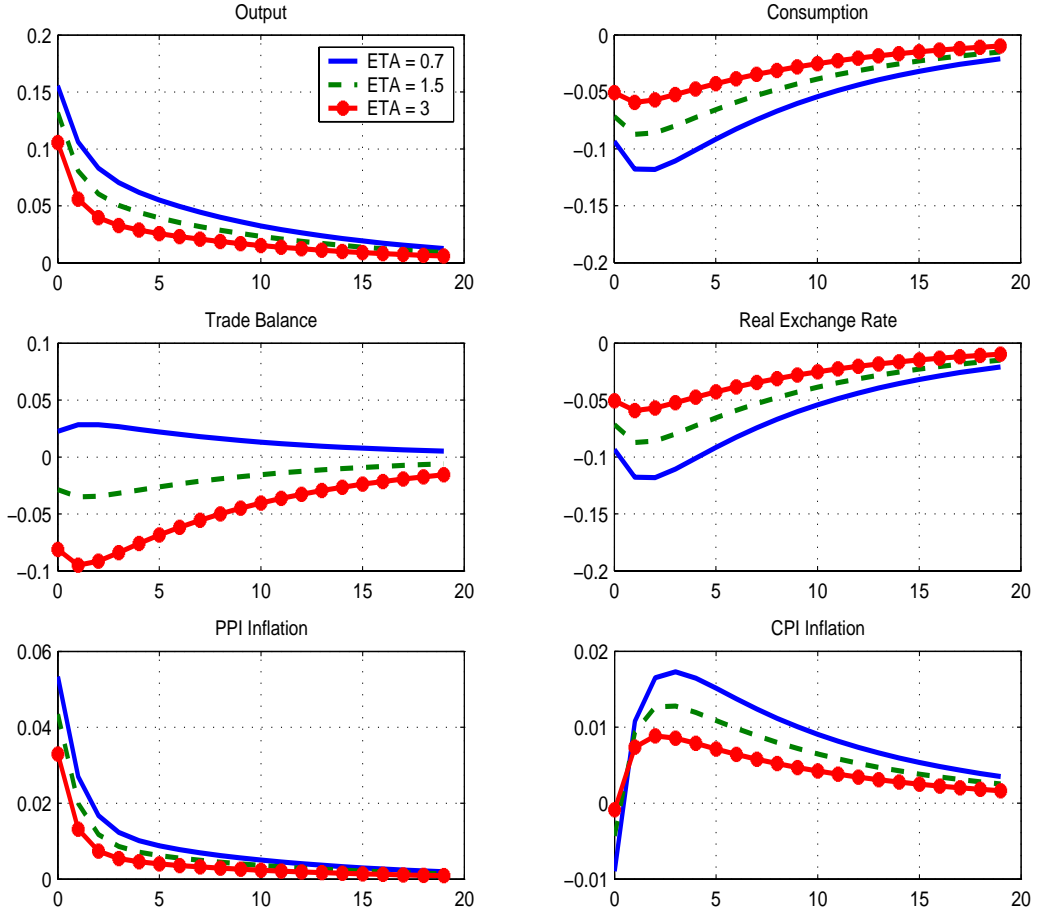 Output
0.2
0.15
0.1
0.05
0
0 5 10 15 20
ETA = 0.7
ETA = 1.5
ETA = 3
Consumption
0
−0.05
−0.1
−0.15
−0.2
0 5 10 15 20
Trade Balance
0.1
0.05
0
−0.05
−0.1
0 5 10 15 20
Real Exchange Rate
0
−0.05
−0.1
−0.15
−0.2
0 5 10 15 20
PPI Inflation
0.06
0.04
0.02
0
0 5 10 15 20
CPI Inflation
0.02
0.01
0
−0.01
0 5 10 15 20